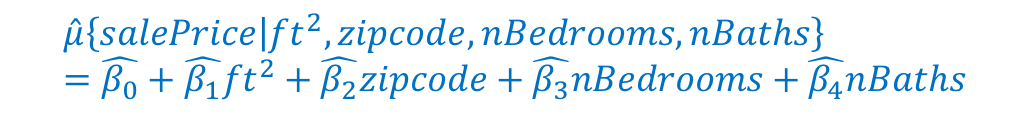 μ̂{salePrice|ft²,zipcode,nBedrooms,nBaths}
= β̂₀ + β̂₁ft² + β̂₂zipcode + β̂₃nBedrooms + β̂₄nBaths